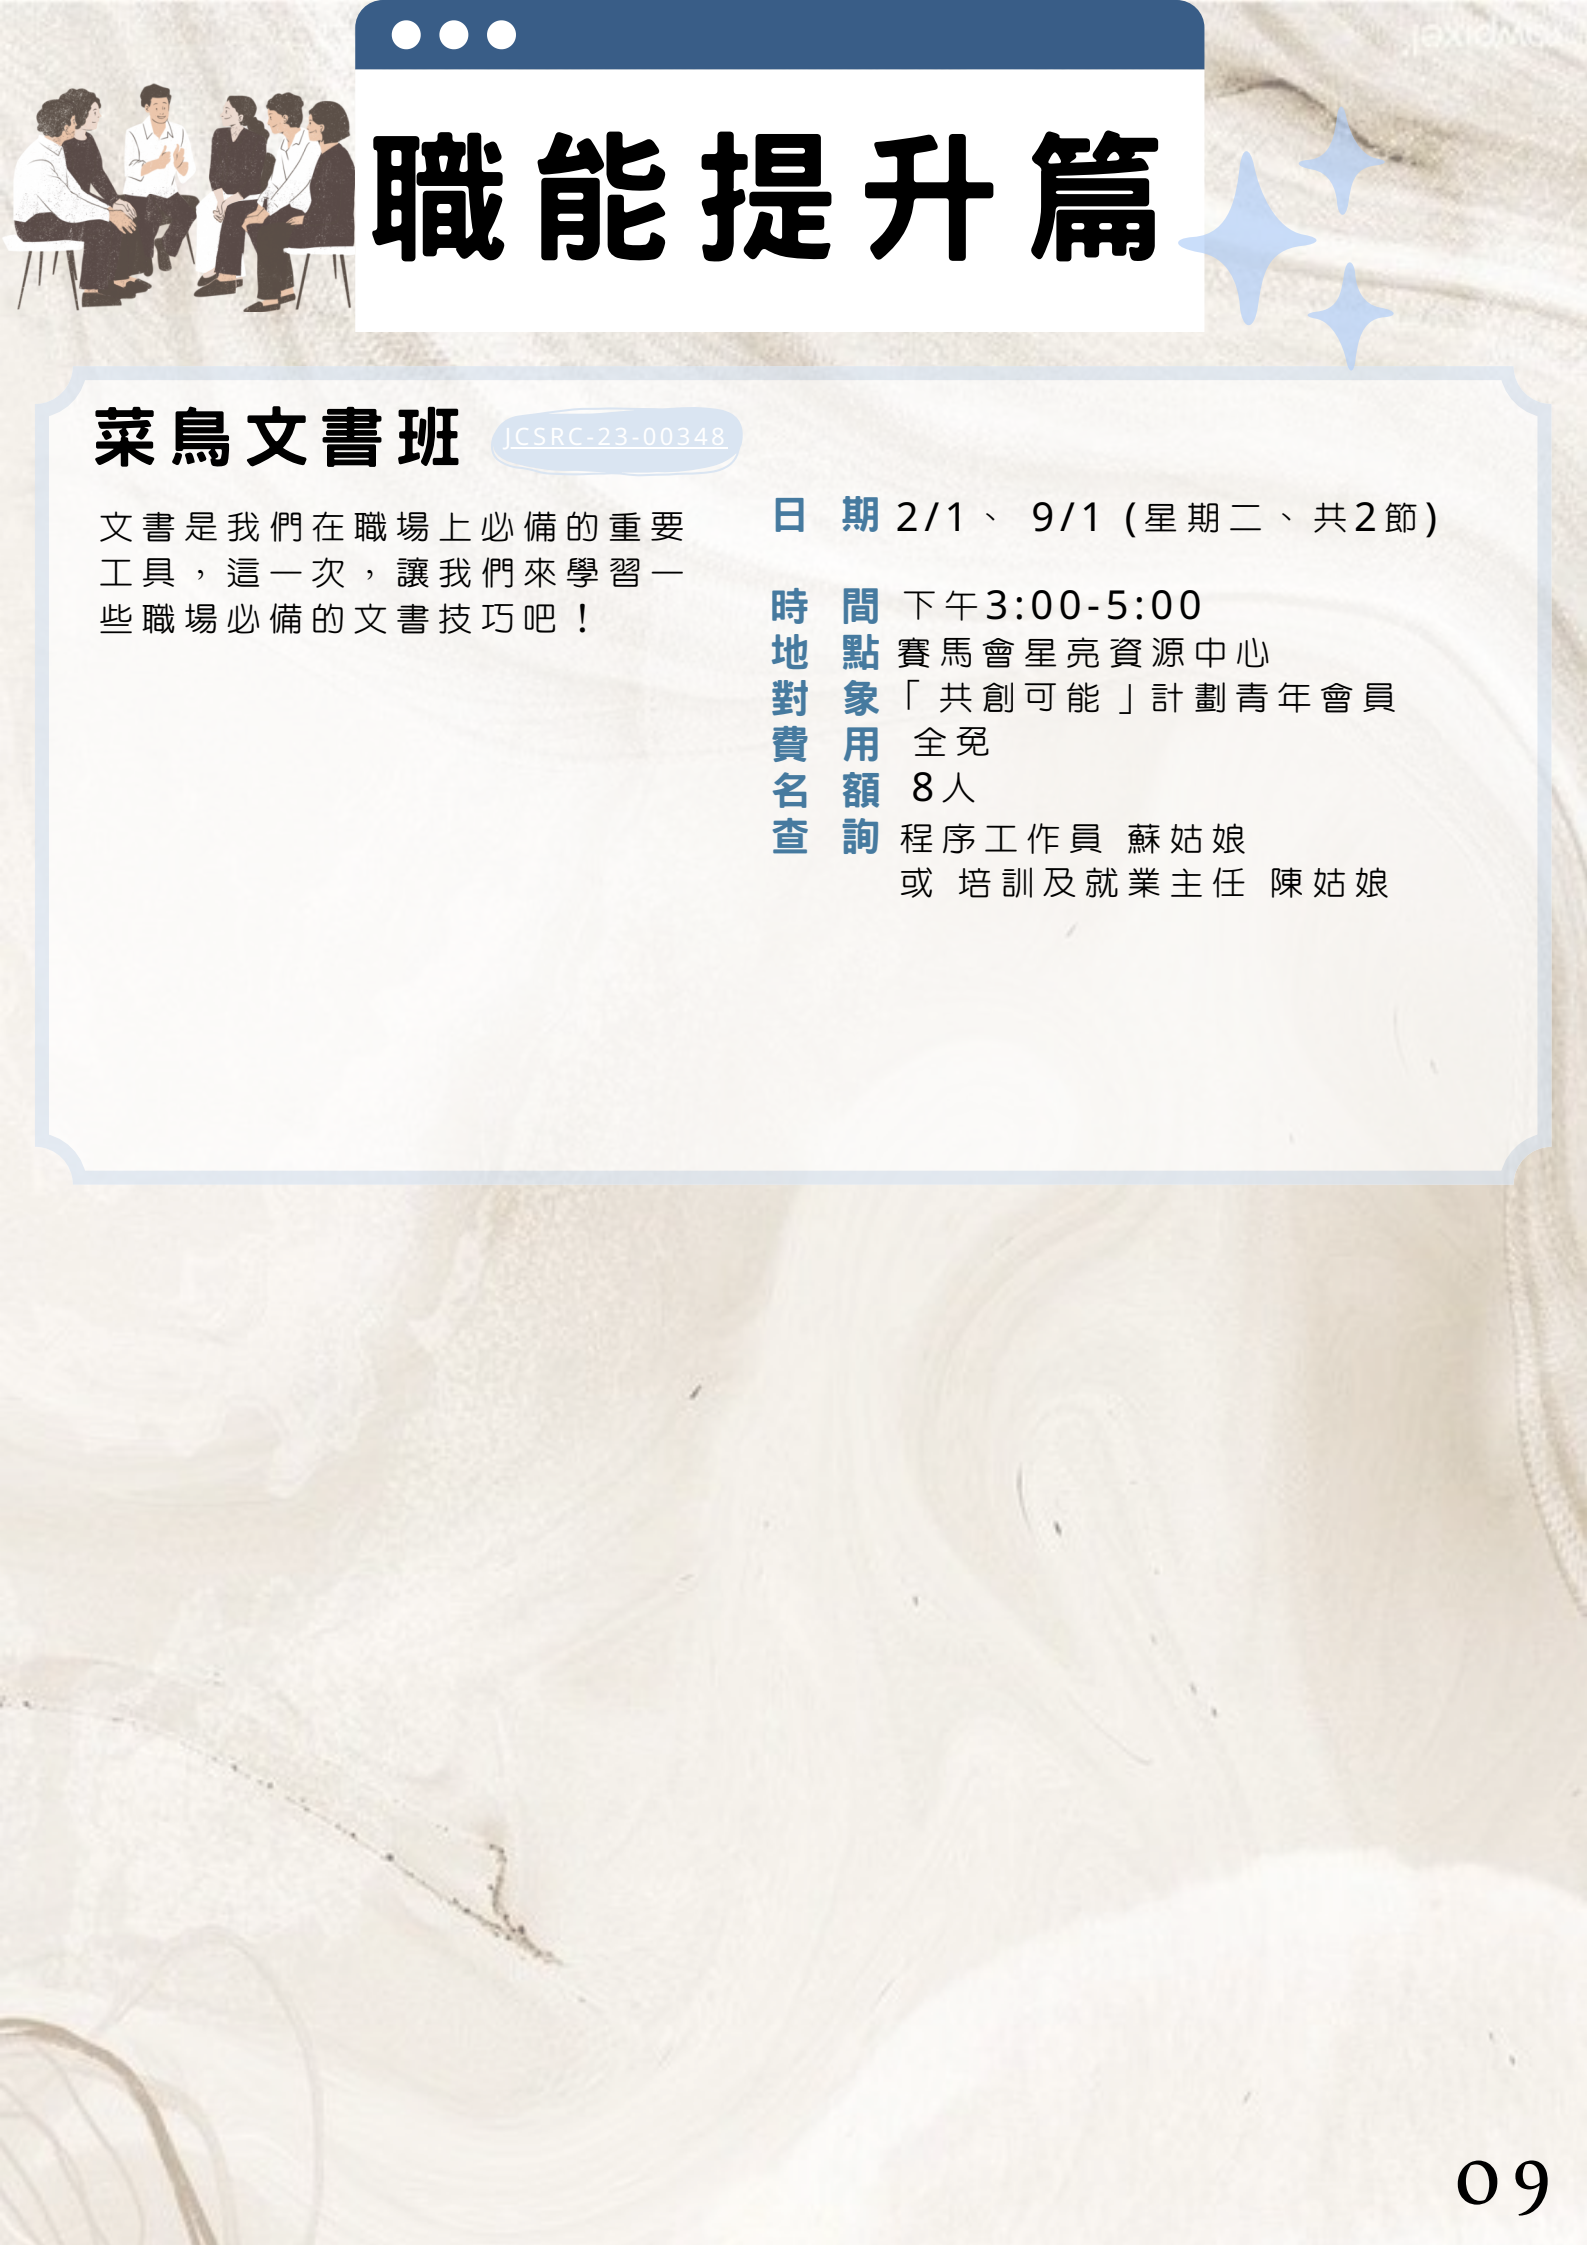 職能提升篇
菜鳥文書班 JCSRC-23-00348
文書是我們在職場上必備的重要
工具，這一次，讓我們來學習一
些職場必備的文書技巧吧！
日 期 2/1、 9/1 (星期二、共2節)
時 間 下午3:00-5:00
地 點 賽馬會星亮資源中心
對 象 「共創可能」計劃青年會員
費 用 全免
名 額 8人
查 詢 程序工作員 蘇姑娘
或 培訓及就業主任 陳姑娘
09